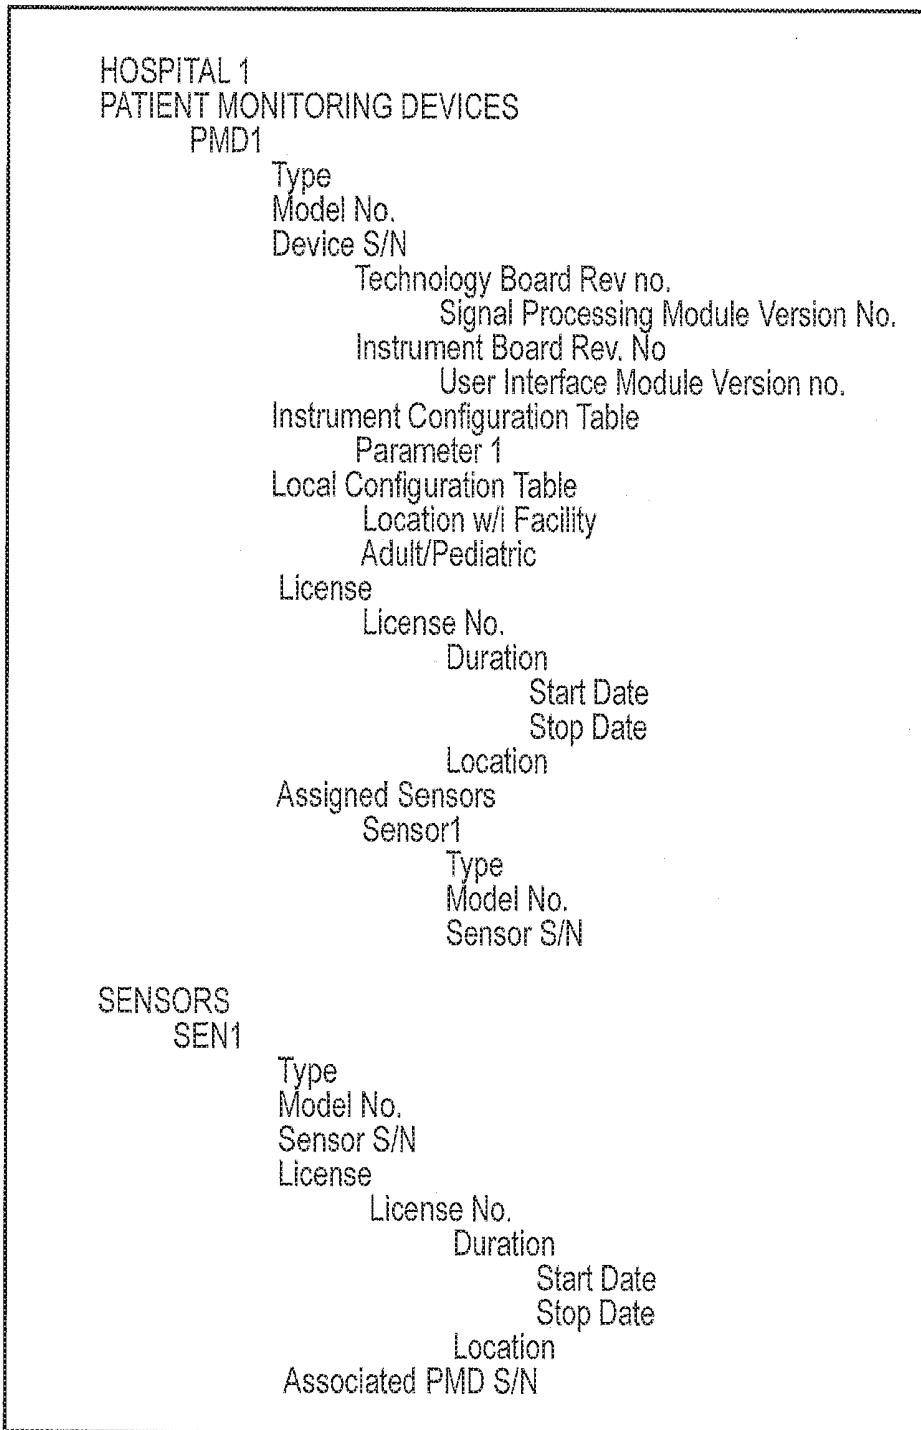 HOSPITAL 1
PATIENT MONITORING DEVICES
PMD1
Type
Model No.
Device S/N
Technology Board Rev no.
Signal Processing Module Version No.
Instrument Board Rev. No
User Interface Module Version no.
Instrument Configuration Table
Parameter 1
Local Configuration Table
Location w/i Facility
Adult/Pediatric
License
License No.
Duration
Start Date
Stop Date
Location
Assigned Sensors
Sensor1
Type
Model No.
Sensor S/N
SENSORS
SEN1
Type
Model No.
Sensor S/N
License
License No.
Duration
Start Date
Stop Date
Location
Associated PMD S/N